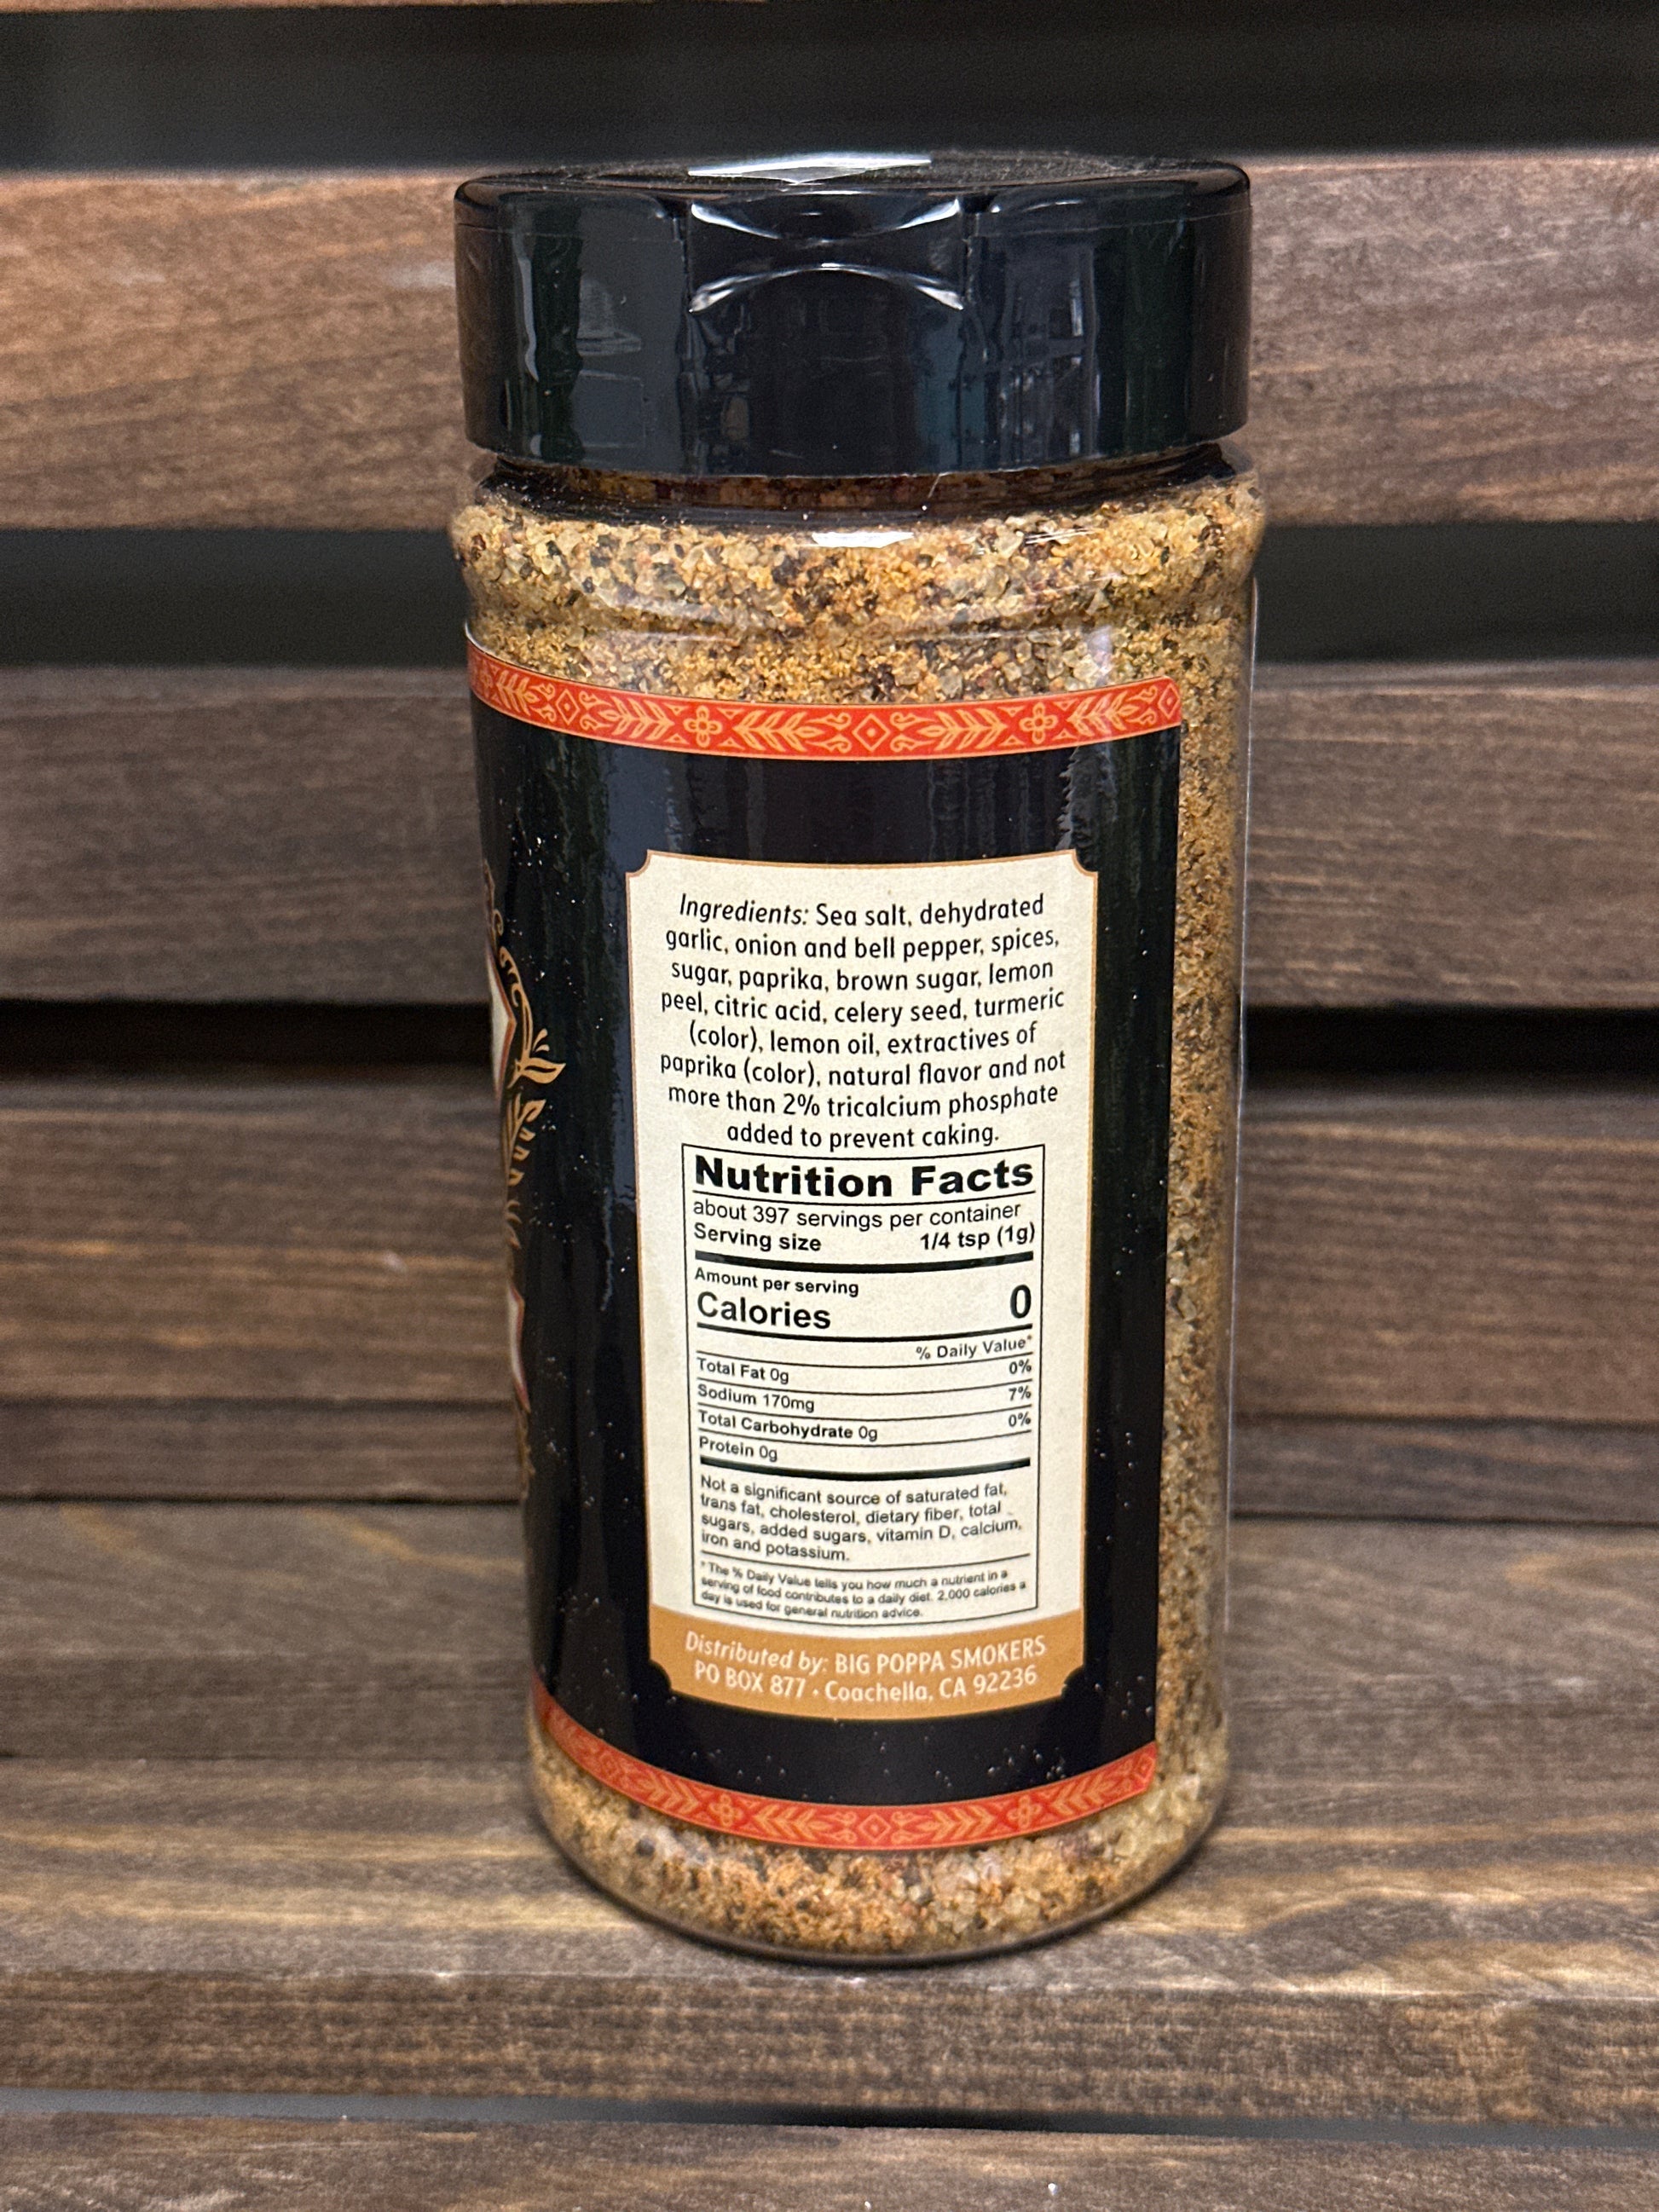 Ingredients: Sea salt, dehydrated
garlic, onion and bell pepper, spices,
sugar, paprika, brown sugar, lemon
peel, citric acid, celery seed, turmeric
(color), lemon oil, extractives of
paprika (color), natural flavor and not
more than 2% tricalcium phosphate
added to prevent caking.
Nutrition Facts
about 397 servings per container
Serving size 1/4 tsp (1g)
Amount per serving
Calories 0
% Daily Value*
Total Fat 0g 0%
Sodium 170mg 7%
Total Carbohydrate 0g 0%
Protein 0g
Not a significant source of saturated fat,
trans fat, cholesterol, dietary fiber, total
sugars, added sugars, vitamin D, calcium,
iron and potassium.
*The % Daily Value tells you how much a nutrient in a
serving of food contributes to a daily diet. 2,000 calories a
day is used for general nutrition advice.
Distributed by: BIG POPPA SMOKERS
PO BOX 877 • Coachella, CA 92236